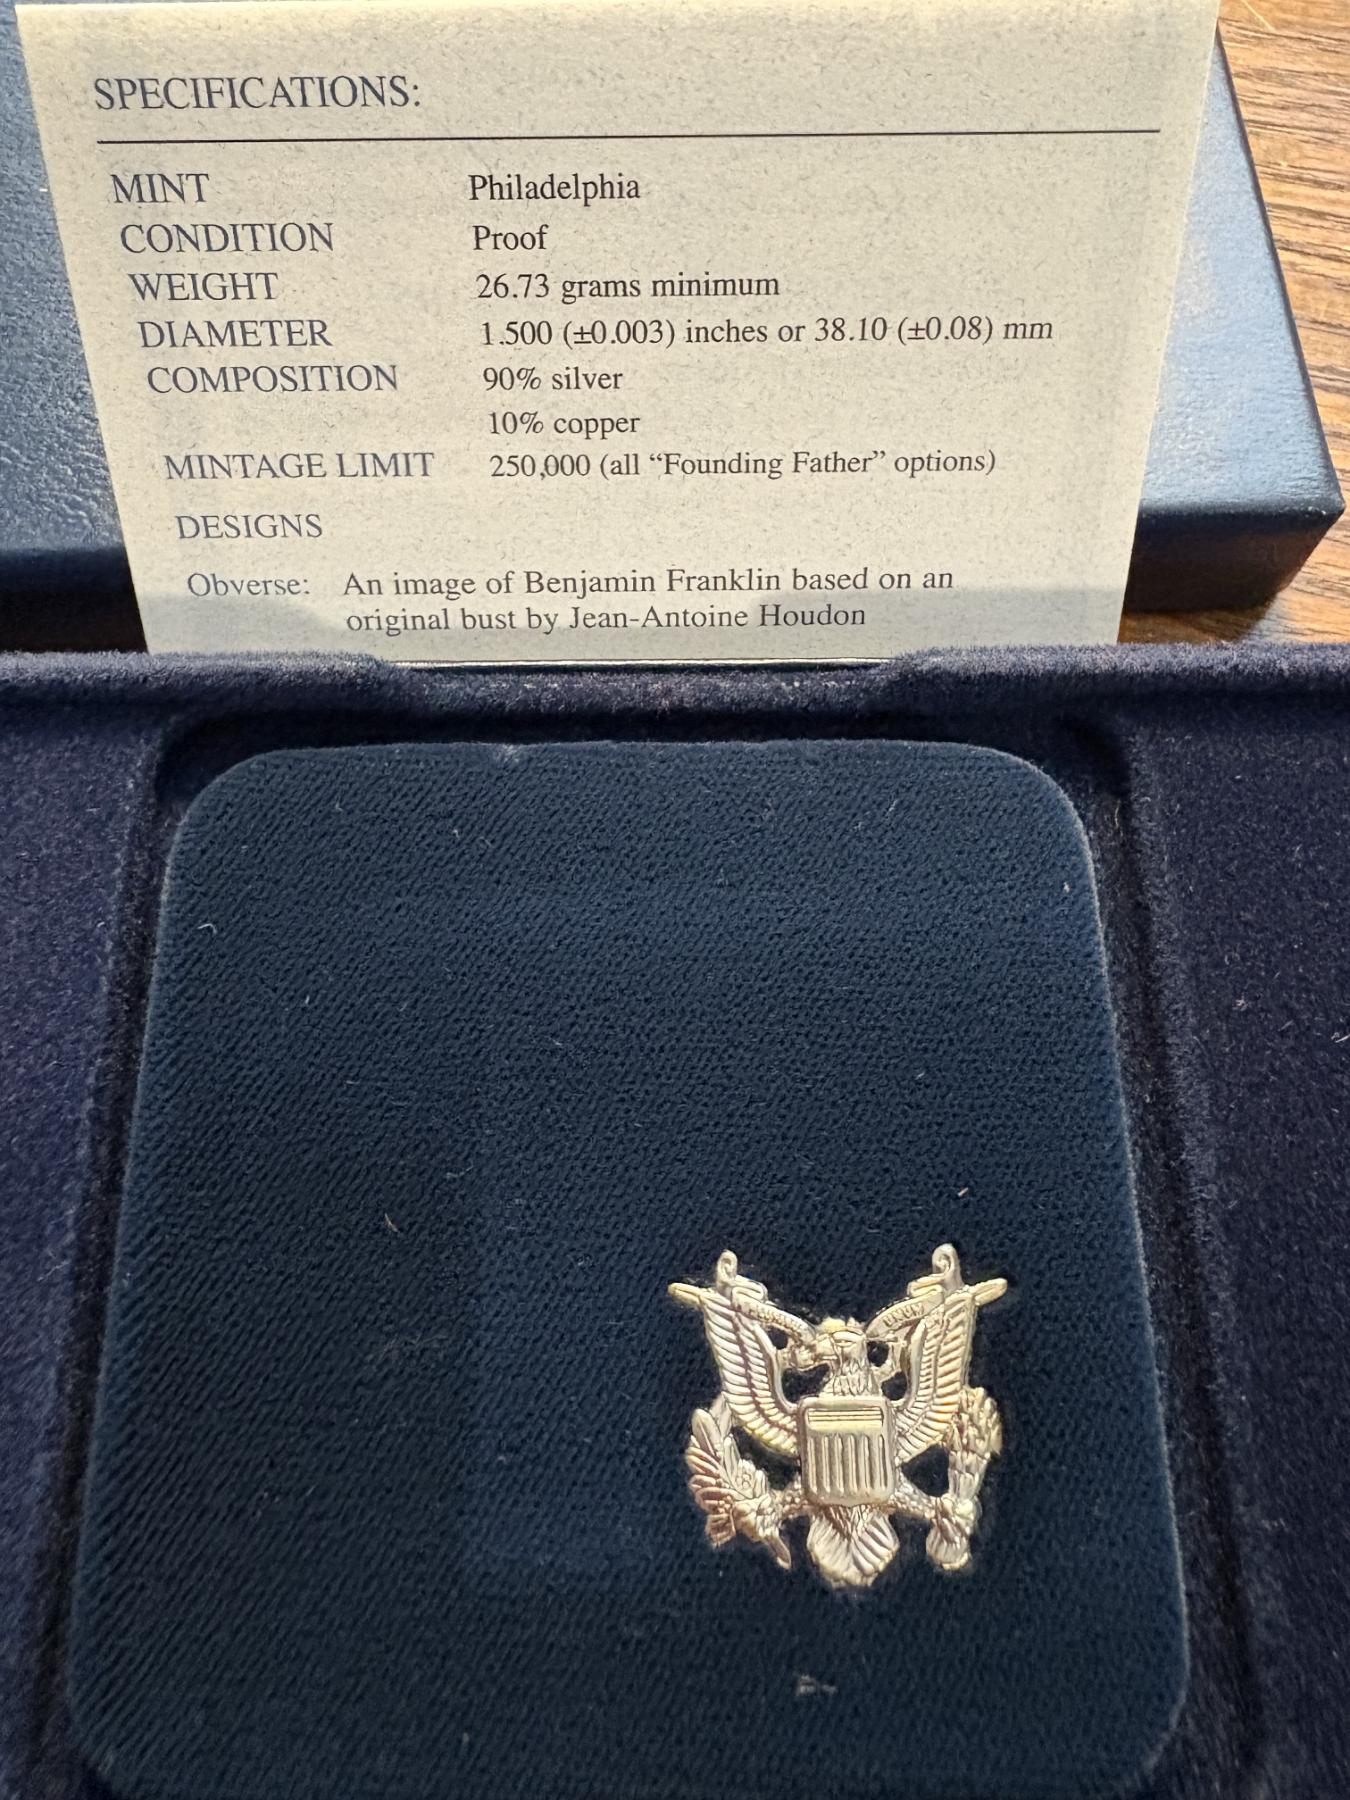 SPECIFICATIONS:
MINT Philadelphia
CONDITION Proof
WEIGHT 26.73 grams minimum
DIAMETER 1.500 (±0.003) inches or 38.10 (±0.08) mm
COMPOSITION 90% silver
10% copper
MINTAGE LIMIT 250,000 (all “Founding Father” options)
DESIGNS
Obverse: An image of Benjamin Franklin based on an
original bust by Jean-Antoine Houdon
UNUM